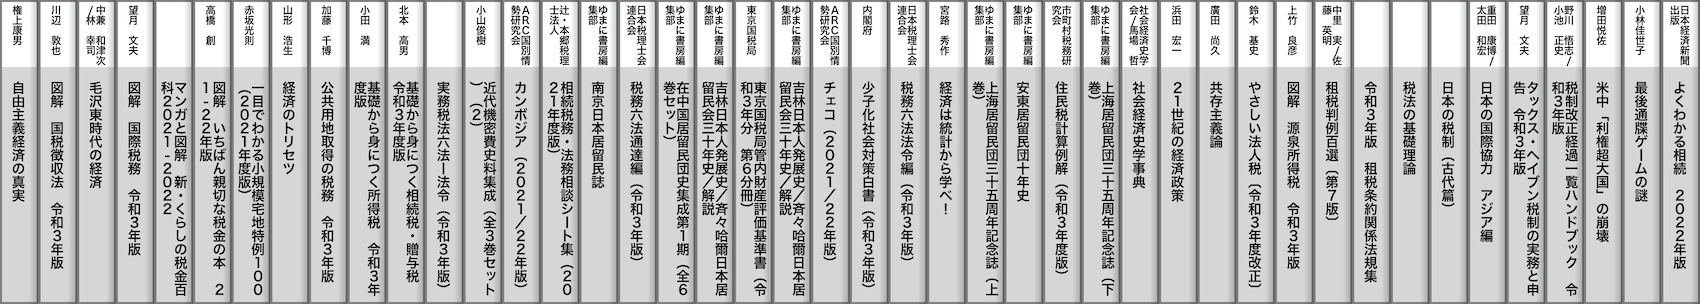 日本経済新聞
出版
よくわかる相続　２０２２年版
小林佳世子
最後通牒ゲームの謎
増田悦佐
米中「利権超大国」の崩壊
野川　悟志/
小池　正史
税制改正経過一覧ハンドブック　令
和３年版
望月　文夫
タックス・ヘイブン税制の実務と申
告　令和３年版
重田　康博/
太田　和宏
日本の国際協力　アジア編
日本の税制（古代篇）
税法の基礎理論
令和３年版　租税条約関係法規集
中里　実/佐
藤　英明
租税判例百選（第７版）
上竹　良彦
図解　源泉所得税　令和３年版
鈴木　基史
やさしい法人税（令和３年度改正）
廣田　尚久
共存主義論
浜田　宏一
２１世紀の経済政策
社会経済史学
会/馬場　哲
社会経済史学事典
ゆまに書房編
集部
上海居留民団三十五周年記念誌（下
巻）
市町村税務研
究会
住民税計算例解（令和３年度版）
ゆまに書房編
集部
安東居留民団十年史
ゆまに書房編
集部
上海居留民団三十五周年記念誌（上
巻）
宮路　秀作
経済は統計から学べ！
日本税理士会
連合会
税務六法法令編（令和３年版）
内閣府
少子化社会対策白書（令和３年版）
ＡＲＣ国別情
勢研究会
チェコ（２０２１/２２年版）
ゆまに書房編
集部
吉林日本人発展史/斉々哈爾日本居
留民会三十年史/解説
東京国税局
東京国税局管内財産評価基準書（令
和３年分　第６分冊）
ゆまに書房編
集部
吉林日本人発展史/斉々哈爾日本居
留民会三十年史/解説
ゆまに書房編
集部
在中国居留民団史集成第１期（全６
巻セット）
日本税理士会
連合会
税務六法通達編（令和３年版）
ゆまに書房編
集部
南京日本居留民誌
辻・本郷税理
士法人
相続税務・法務相談シート集（２０
２１年度版）
ＡＲＣ国別情
勢研究会
カンボジア（２０２１/２２年版）
小山俊樹
近代機密費史料集成（全３巻セット
）（２）
実務税法六法ー法令（令和３年版）
北本　高男
基礎から身につく相続税・贈与税
令和３年度版
小田　満
基礎から身につく所得税　令和３年
度版
加藤　千博
公共用地取得の税務　令和３年版
山形　浩生
経済のトリセツ
赤坂光則
一目でわかる小規模宅地特例１００
（２０２１年度版）
高橋　創
図解　いちばん親切な税金の本　２
１-２２年版
マンガと図解　新・くらしの税金百
科２０２１-２０２２
望月　文夫
図解　国際税務　令和３年版
中兼　和津次
/林　幸司
毛沢東時代の経済
川辺　敦也
図解　国税徴収法　令和３年版
権上康男
自由主義経済の真実